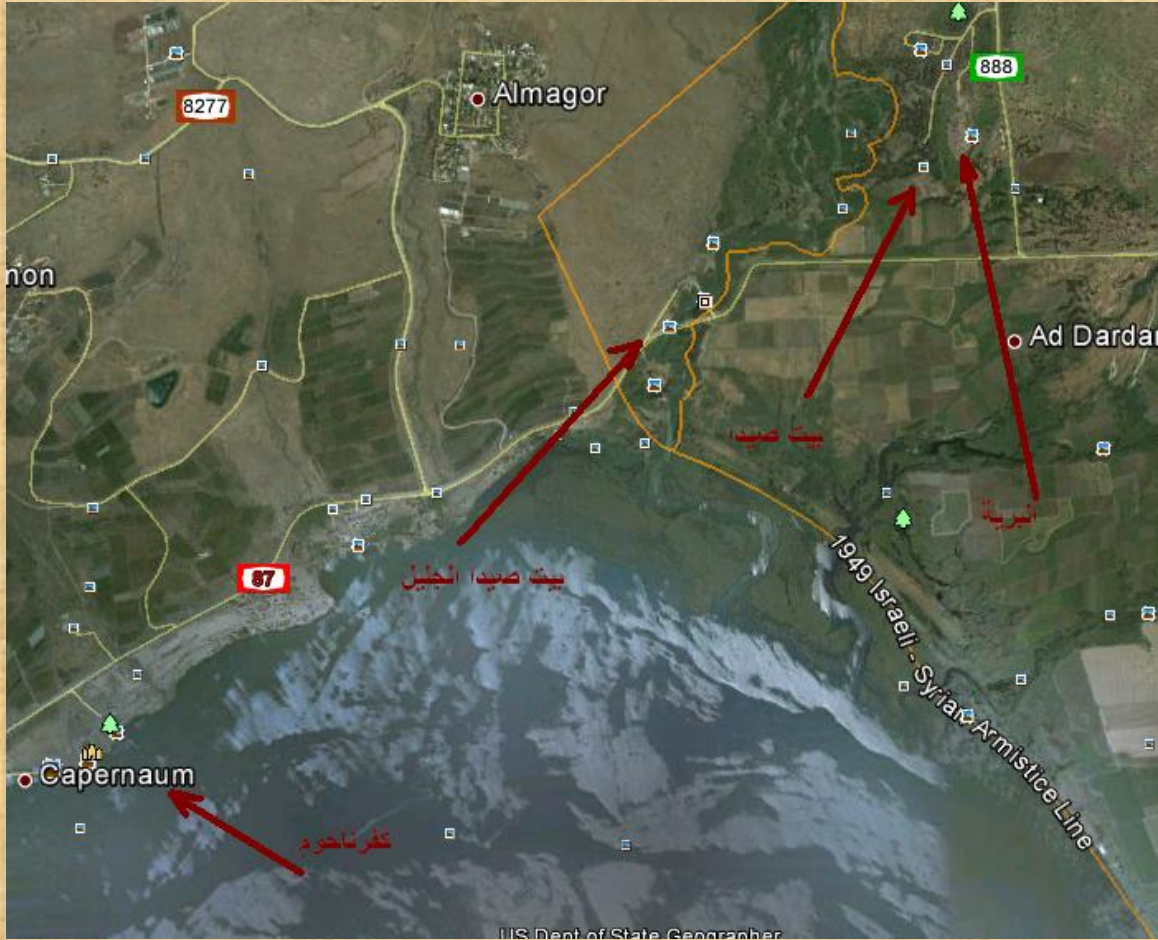 Almagor
8277
888
mon
Ad Dardar
بيت صيدا
البرية
87
بيت صيدا الجليل
1949 Israeli - Syrian Armistice Line
Capernaum
كفرناحوم
US Dept of State Geographer